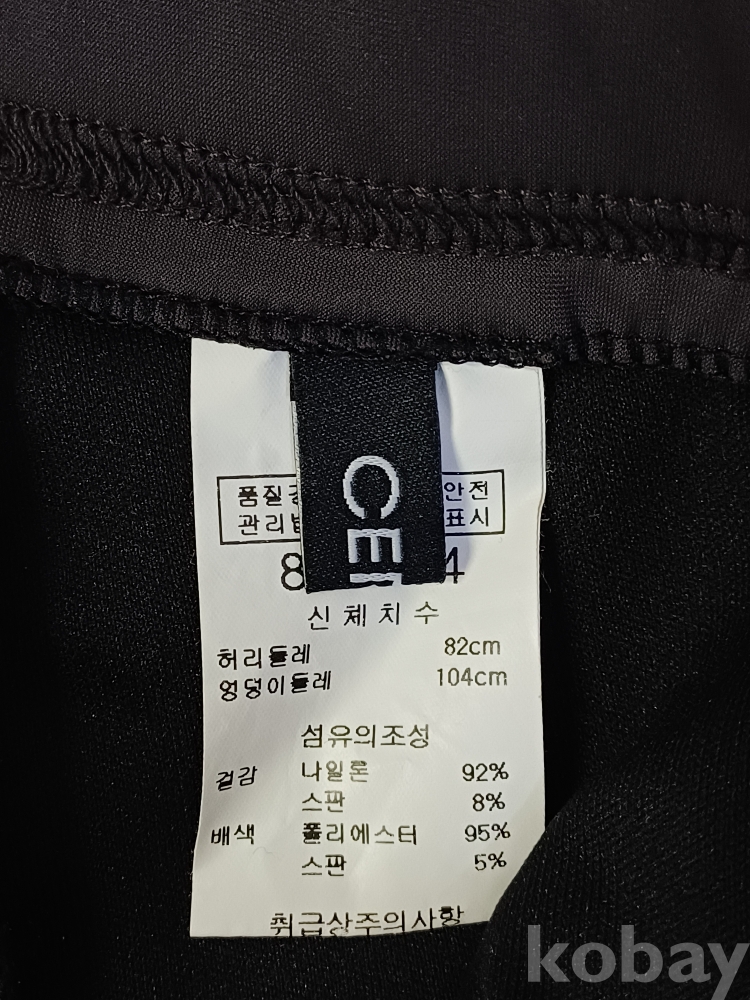 품질
안전
관리법
표시
CE
신체치수
허리둘레 82cm
엉덩이둘레 104cm
섬유의조성
겉감 나일론 92%
스판 8%
배색 폴리에스터 95%
스판 5%
취급상주의사항
kobay